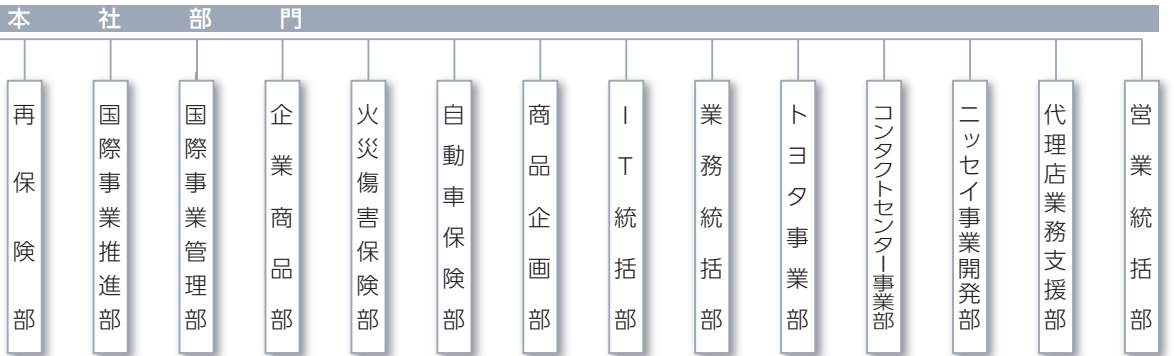 本社部門
再保険部
国際事業推進部
国際事業管理部
企業商品部
火災傷害保険部
自動車保険部
商品企画部
IT統括部
業務統括部
トヨタ事業部
コンタクトセンター事業部
ニッセイ事業開発部
代理店業務支援部
営業統括部